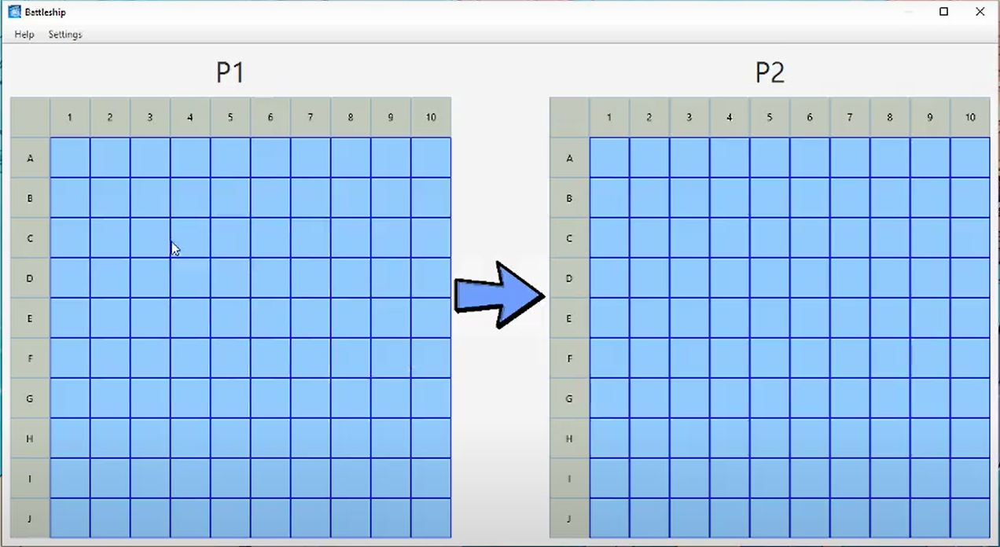 Battleship
Help Settings
P1 P2
1 2 3 4 5 6 7 8 9 10 1 2 3 4 5 6 7 8 9 10
A A
B B
C C
D D
E E
F F
G G
H H
I I
J J